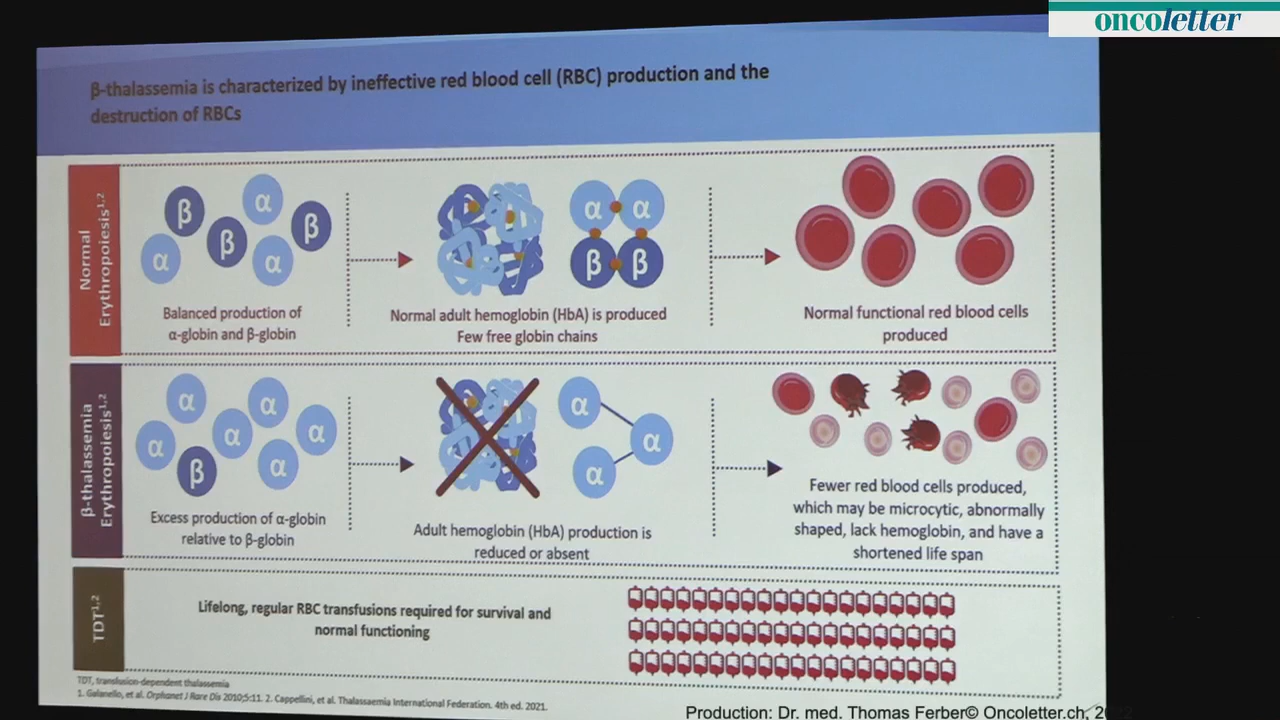 oncoletter
β-thalassemia is characterized by ineffective red blood cell (RBC) production and the
destruction of RBCs
Normal
Erythropoiesis1,2
β
α
β
β
α
α
Balanced production of
α-globin and β-globin
α α
β β
Normal adult hemoglobin (HbA) is produced
Few free globin chains
Normal functional red blood cells
produced
β-thalassemia
Erythropoiesis1,2
α
α
α
α
α
β
α
Excess production of α-globin
relative to β-globin
α
α
α
Adult hemoglobin (HbA) production is
reduced or absent
Fewer red blood cells produced,
which may be microcytic, abnormally
shaped, lack hemoglobin, and have a
shortened life span
TDT1,2
Lifelong, regular RBC transfusions required for survival and
normal functioning
TDT, transfusion-dependent thalassemia
1. Galanello, et al. Orphanet J Rare Dis 2010;5:11. 2. Cappellini, et al. Thalassaemia International Federation. 4th ed. 2021.
Production: Dr. med. Thomas Ferber© Oncoletter.ch,